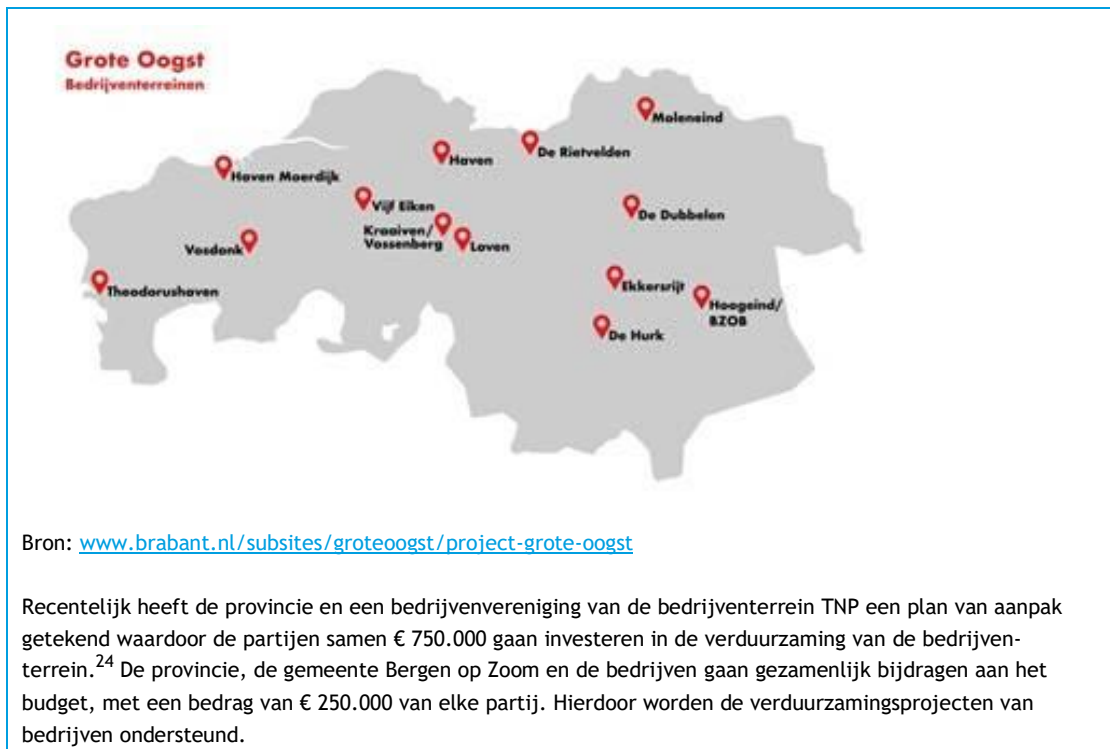 Grote Oogst
Bedrijventerreinen
Moleneind
De Rietvelden
Haven
Haven Moerdijk
Vijf Eiken
De Dubbelen
Kraaiven/
Vossenberg
Loven
Vosdonk
Ekkersrijt
Theodorushaven
Hoogeind/
BZOB
De Hurk
Bron: www.brabant.nl/subsites/groteoogst/project-grote-oogst
Recentelijk heeft de provincie en een bedrijvenvereniging van de bedrijventerrein TNP een plan van aanpak
getekend waardoor de partijen samen € 750.000 gaan investeren in de verduurzaming van de bedrijven-
terrein.24 De provincie, de gemeente Bergen op Zoom en de bedrijven gaan gezamenlijk bijdragen aan het
budget, met een bedrag van € 250.000 van elke partij. Hierdoor worden de verduurzamingsprojecten van
bedrijven ondersteund.